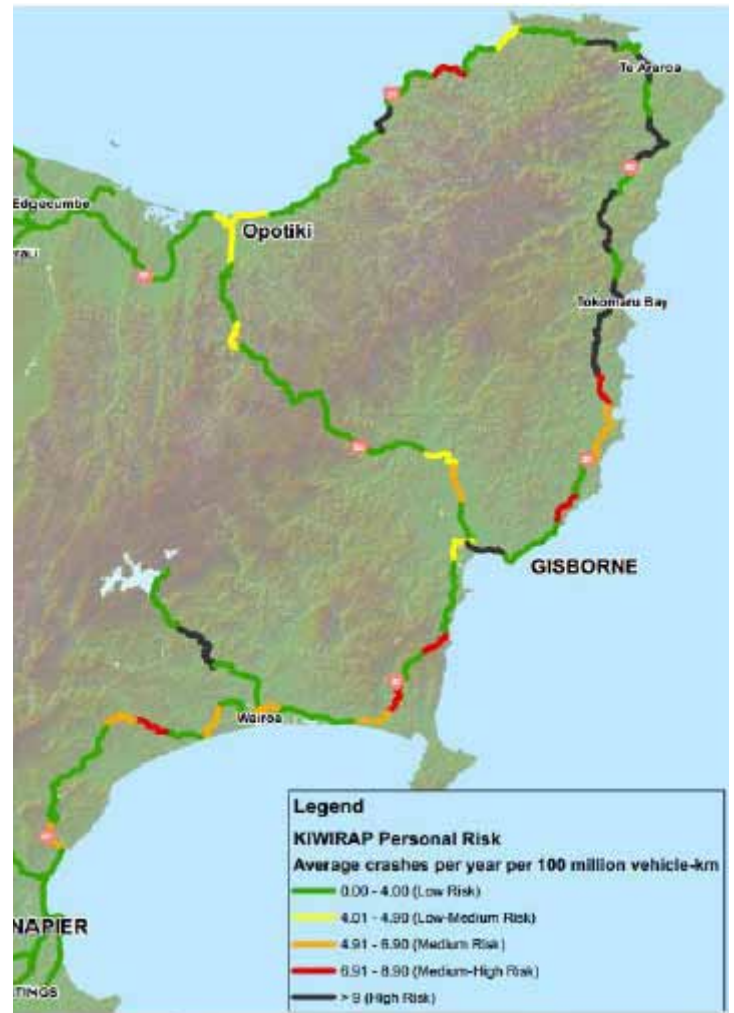 Te Araroa
Edgecumbe
Opotiki
Tokomaru Bay
GISBORNE
Wairoa
NAPIER
TINGS
Legend
KIWIRAP Personal Risk
Average crashes per year per 100 million vehicle-km
0.00 - 4.00 (Low Risk)
4.01 - 4.90 (Low-Medium Risk)
4.91 - 6.90 (Medium Risk)
6.91 - 8.90 (Medium-High Risk)
> 9 (High Risk)